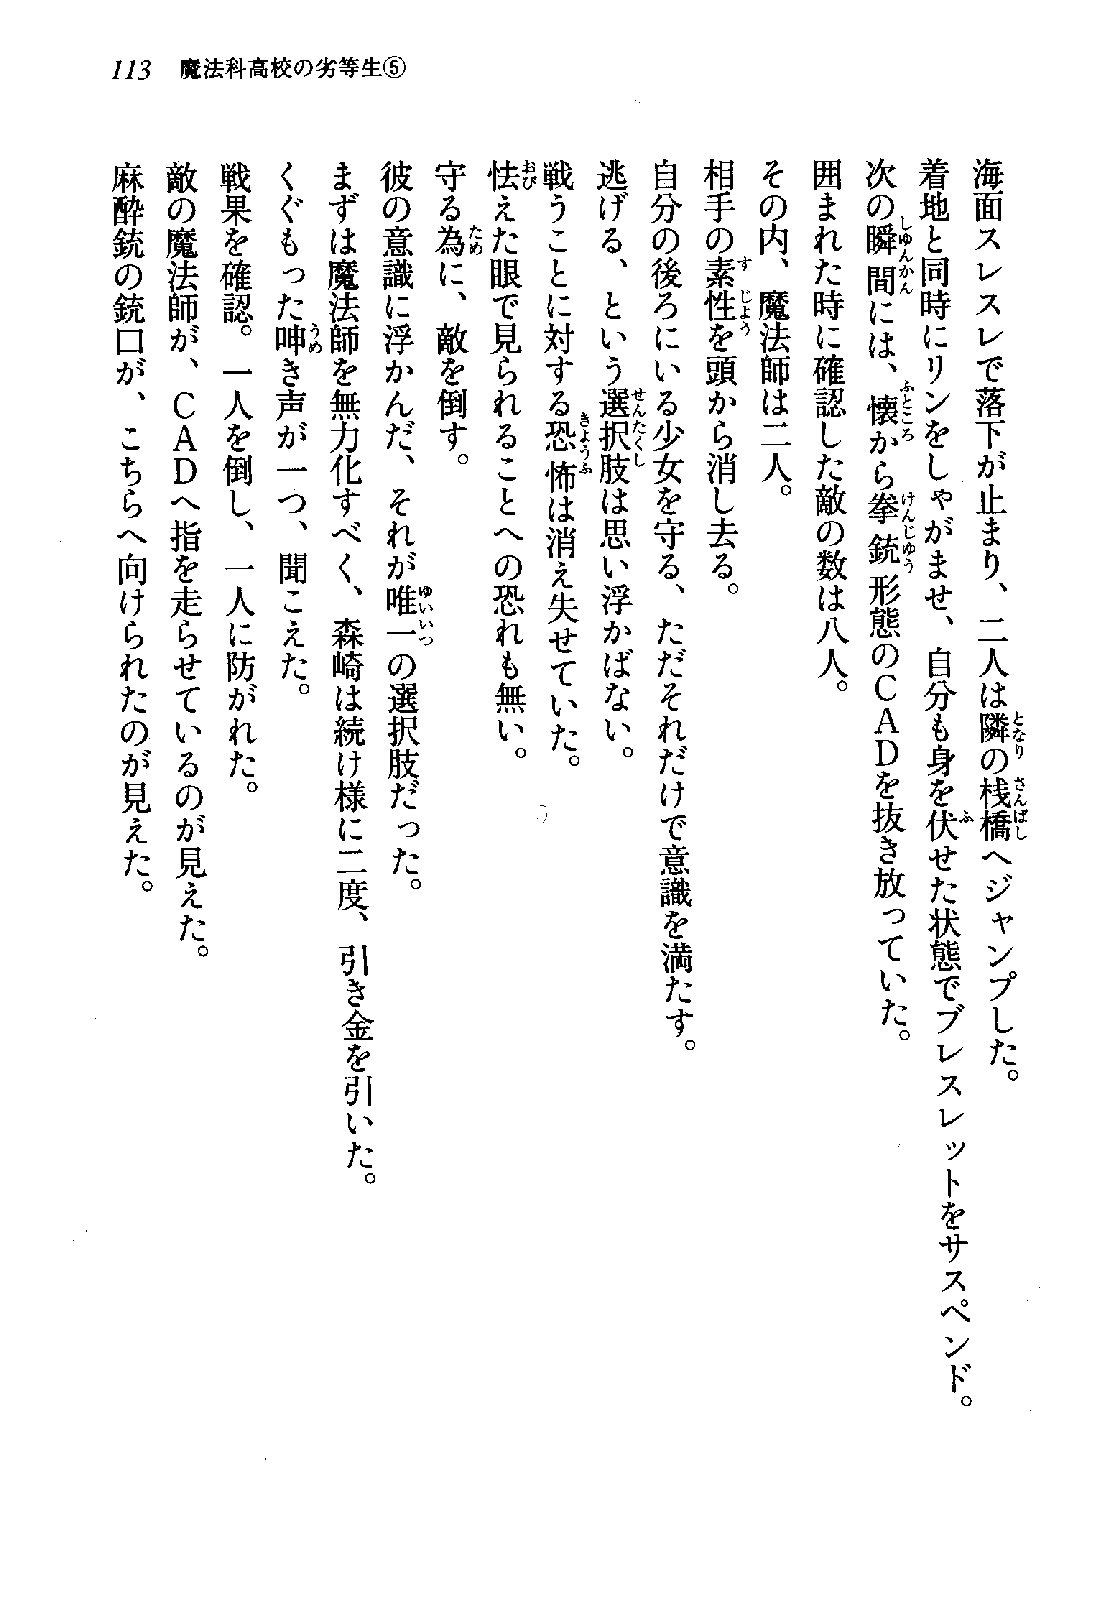 113 魔法科高校の劣等生⑤
海面スレスレで落下が止まり、二人は隣の桟橋へジャンプした。
着地と同時にリンをしゃがませ、自分も身を伏せた状態でブレスレットをサスペンド。
次の瞬間には、懐から拳銃形態のCADを抜き放っていた。
囲まれた時に確認した敵の数は八人。
その内、魔法師は二人。
相手の素性を頭から消し去る。
自分の後ろにいる少女を守る、ただそれだけで意識を満たす。
逃げる、という選択肢は思い浮かばない。
戦うことに対する恐怖は消え失せていた。
怯えた眼で見られることへの恐れも無い。
守る為に、敵を倒す。
彼の意識に浮かんだ、それが唯一の選択肢だった。
まずは魔法師を無力化すべく、森崎は続け様に二度、引き金を引いた。
くぐもった呻き声が一つ、聞こえた。
戦果を確認。一人を倒し、一人に防がれた。
敵の魔法師が、CADへ指を走らせているのが見えた。
麻酔銃の銃口が、こちらへ向けられたのが見えた。